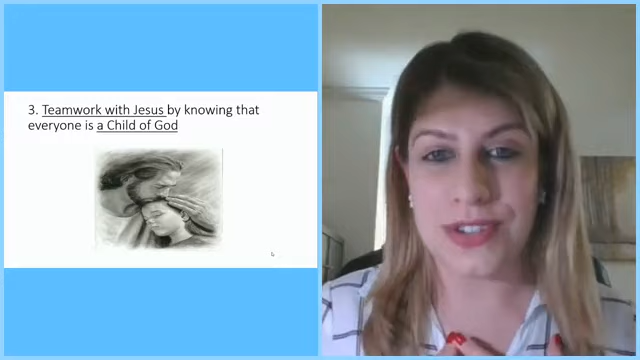 3. Teamwork with Jesus by knowing that
everyone is a Child of God